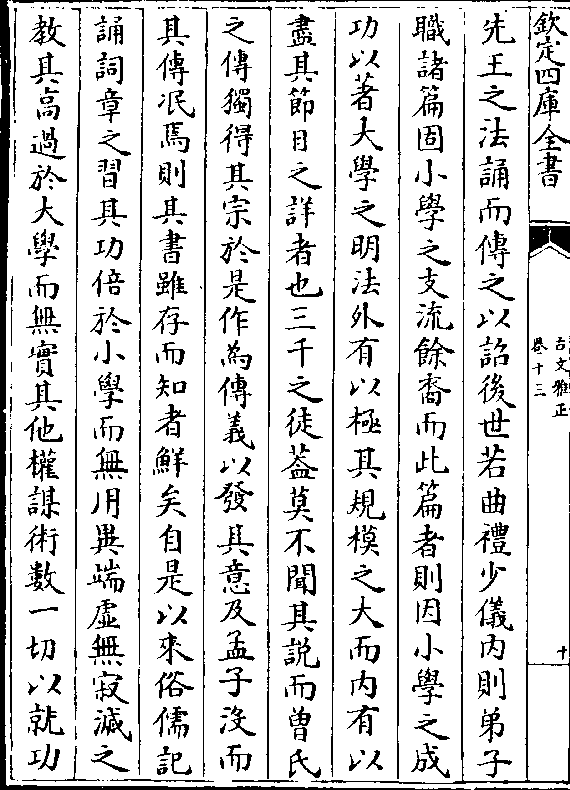 欽定四庫全書
古文雅正
卷十三
十
先王之法誦而傳之以詔後世若曲禮少儀内則弟子
職諸篇固小學之支流餘裔而此篇者則因小學之成
功以著大學之明法外有以極其規模之大而内有以
盡其節目之詳者也三千之徒葢莫不聞其説而曾氏
之傳獨得其宗於是作為傳義以發其意及孟子沒而
其傳泯焉則其書雖存而知者鮮矣自是以來俗儒記
誦詞章之習其功倍於小學而無用異端虛無寂滅之
教其高過於大學而無實其他權謀術數一切以就功